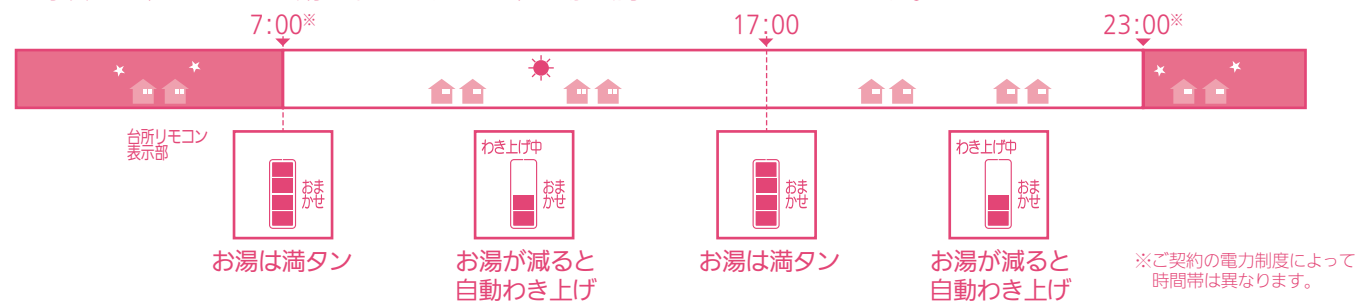 7:00※
17:00
23:00※
台所リモコン
表示部
おま
かせ
お湯は満タン
わき上げ中
おま
かせ
お湯が減ると
自動わき上げ
おま
かせ
お湯は満タン
わき上げ中
おま
かせ
お湯が減ると
自動わき上げ
※ご契約の電力制度によって
時間帯は異なります。